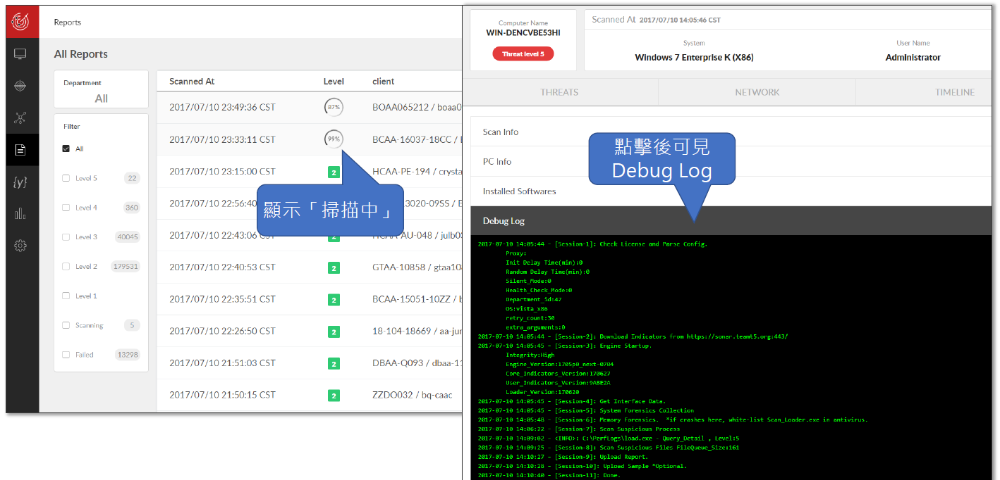 Reports
All Reports
Department
All
Filter
All
Level 5 22
Level 4 360
Level 3 40045
Level 2 179531
Level 1
Scanning 5
Failed 13298
Scanned At Level client
2017/07/10 23:49:36 CST 87% BOAA065212 / boaa0
2017/07/10 23:33:11 CST 99% BCAA-16037-18CC /
2017/07/10 23:15:00 CST 2 HCAA-PE-194 / crysta
2017/07/10 22:56:40 3020-09SS /
2017/07/10 22:43:06 2 AU-048 / julb0
2017/07/10 22:40:53 CST 2 GTAA-10858 / gtaa10
2017/07/10 22:35:51 CST 2 BCAA-15051-10ZZ /
2017/07/10 22:26:50 CST 2 18-104-18669 / aa-jur
2017/07/10 21:51:03 CST 2 DBAA-Q093 / dbaa-11
2017/07/10 21:50:15 CST 2 ZZDO032 / bq-caac
顯示「掃描中」
Computer Name
WIN-DENCVBE53HI
Threat level 5
Scanned At 2017/07/10 14:05:46 CST
System User Name
Windows 7 Enterprise K (X86) Administrator
THREATS NETWORK TIMELINE
Scan Info
PC Info
Installed Softwares
點擊後可見
Debug Log
Debug Log
2017-07-10 14:05:44 - [Session-1]: Check License and Parse Config.
Proxy:
Init Delay Time(min):0
Random Delay Time(min):0
Silent_Mode:0
Health_Check_Mode:0
Department_id:47
OS:vista_x86
retry_count:30
extra_arguments:0
2017-07-10 14:05:44 - [Session-2]: Download Indicators from https://sonar.teamt5.org:443/
2017-07-10 14:05:45 - [Session-3]: Engine Startup.
Integrity:High
Engine_Version:1705p0_next-0704
Core_Indicators_Version:170627
User_Indicators_Version:9ABE2A
Loader_Version:170620
2017-07-10 14:05:45 - [Session-4]: Get Interface Data.
2017-07-10 14:05:45 - [Session-5]: System Forensics Collection
2017-07-10 14:05:48 - [Session-6]: Memory Forensics. *if crashes here, white-list Scan_Loader.exe in antivirus.
2017-07-10 14:06:22 - [Session-7]: Scan Suspicious Process
2017-07-10 14:09:02 - <INFO>: C:\PerfLogs\load.exe - Query_Detail , Level:5
2017-07-10 14:09:25 - [Session-8]: Scan Suspicious Files FileQueue_Size:161
2017-07-10 14:10:27 - [Session-9]: Upload Report.
2017-07-10 14:10:28 - [Session-10]: Upload Sample *Optional.
2017-07-10 14:10:40 - [Session-11]: Done.